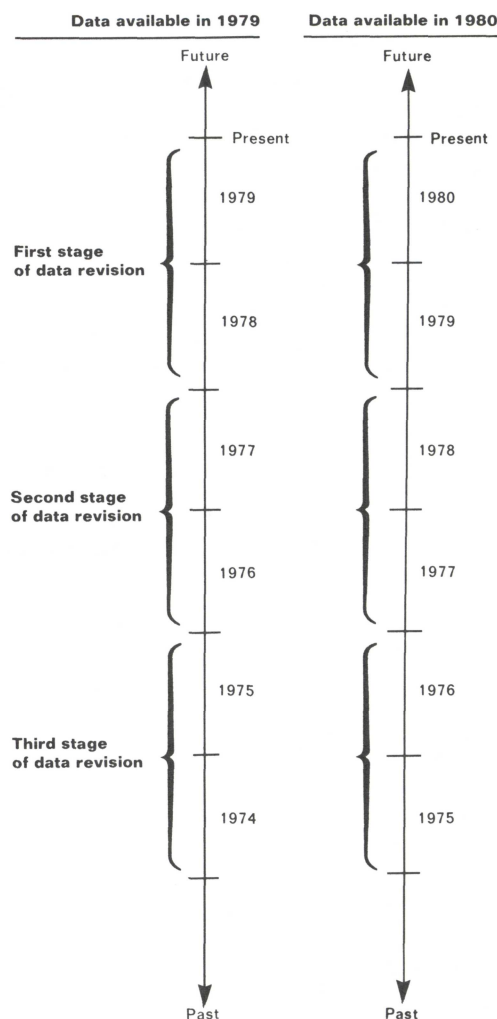 Data available in 1979
Data available in 1980
Future
Future
Present
Present
1979
1980
First stage
of data revision
1978
1979
1977
1978
Second stage
of data revision
1976
1977
1975
1976
Third stage
of data revision
1974
1975
Past
Past